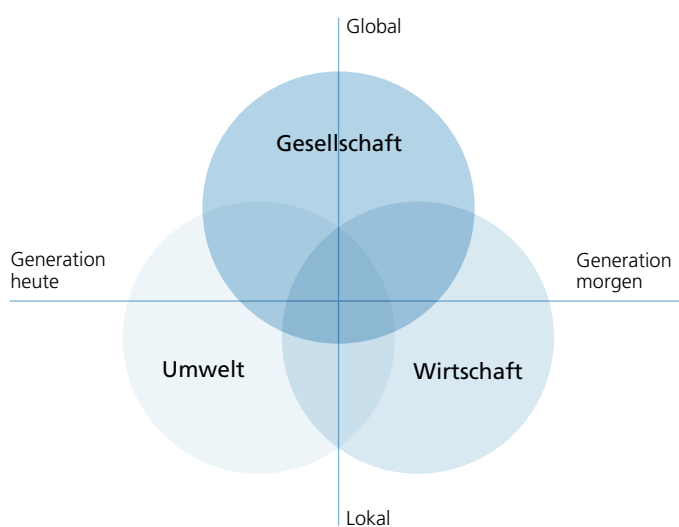 Global
Gesellschaft
Generation
heute
Generation
morgen
Umwelt
Wirtschaft
Lokal